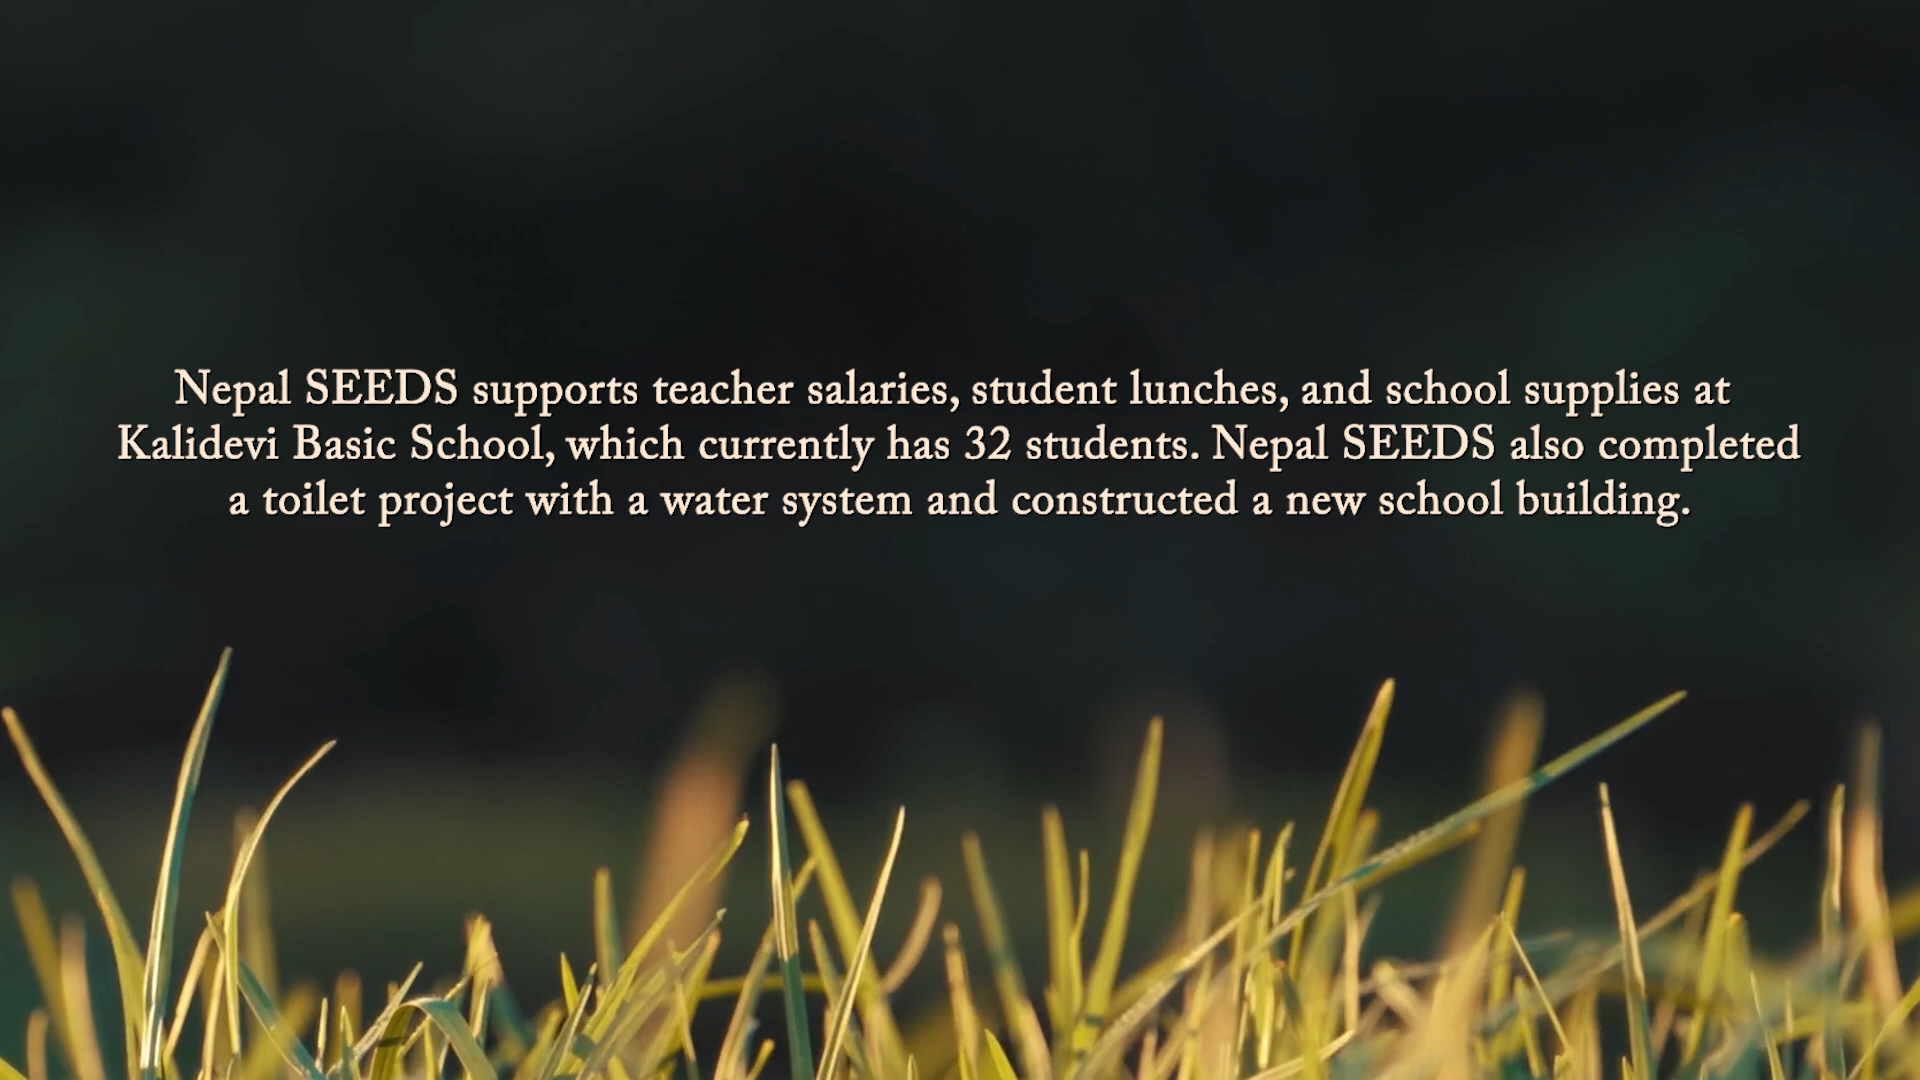 Nepal SEEDS supports teacher salaries, student lunches, and school supplies at
Kalidevi Basic School, which currently has 32 students. Nepal SEEDS also completed
a toilet project with a water system and constructed a new school building.